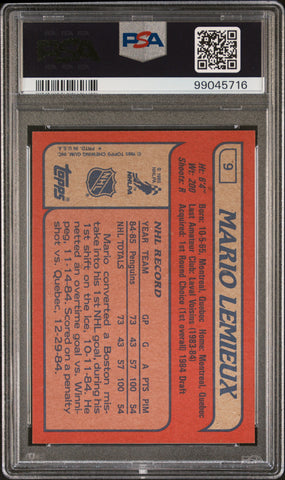 PSA
99045716
9
MARIO LEMIEUX
Ht: 6'4" Born: 10-5-65, Montreal, Quebec Home: Montreal, Quebec
Wt: 200 Last Amateur Club: Laval Voisins (1983-84)
Shoots: R Acquired: 1st Round Choice (1st overall) 1984 Draft
NHL RECORD
YEAR TEAM GP G A PTS PIM
84-85 Penguins 73 43 57 100 54
NHL TOTALS 73 43 57 100 54
Mario converted a Boston mis-
take into his 1st NHL goal, during his
1st shift on the ice, 10-11-84. He
netted an overtime goal vs. Winni-
peg, 11-14-84. Scored on a penalty
shot vs. Quebec, 12-29-84.
© 1985
NHLPA
NHL
© 1985 TOPPS CHEWING GUM, INC.
PRTD. IN U.S.A.
Topps